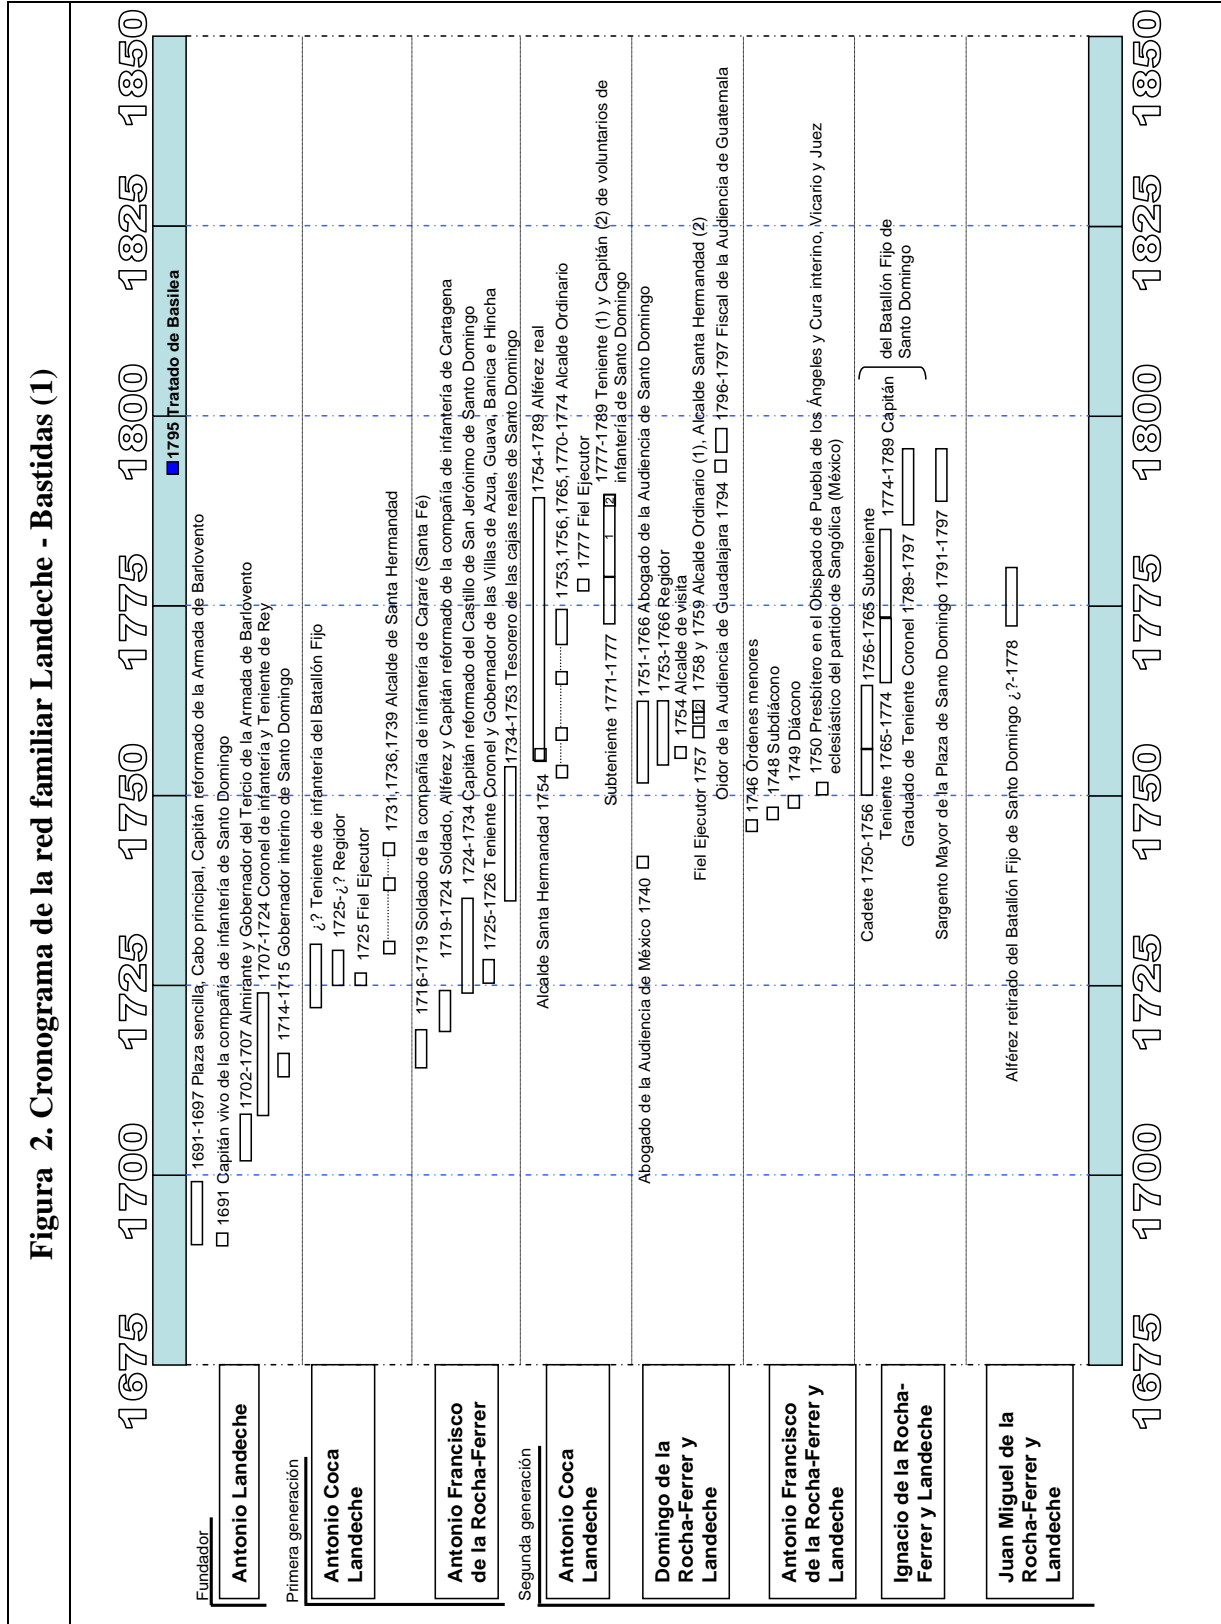 Figura 2. Cronograma de la red familiar Landeche - Bastidas (1)
1675 1700 1725 1750 1775 1800 1825 1850
1795 Tratado de Basilea
Fundador
Antonio Landeche
1691-1697 Plaza sencilla, Cabo principal, Capitán reformado de la Armada de Barlovento
1691 Capitán vivo de la compañía de infantería de Santo Domingo
1702-1707 Almirante y Gobernador del Tercio de la Armada de Barlovento
1707-1724 Coronel de infantería y Teniente de Rey
1714-1715 Gobernador interino de Santo Domingo
Primera generación
Antonio Coca
Landeche
¿? Teniente de infantería del Batallón Fijo
1725-¿? Regidor
1725 Fiel Ejecutor
1731,1736,1739 Alcalde de Santa Hermandad
Antonio Francisco
de la Rocha-Ferrer
1716-1719 Soldado de la compañía de infantería de Cararé (Santa Fé)
1719-1724 Soldado, Alférez y Capitán reformado de la compañía de infantería de Cartagena
1724-1734 Capitán reformado del Castillo de San Jerónimo de Santo Domingo
1725-1726 Teniente Coronel y Gobernador de las Villas de Azua, Guava, Banica e Hincha
1734-1753 Tesorero de las cajas reales de Santo Domingo
Segunda generación
Antonio Coca
Landeche
Alcalde Santa Hermandad 1754
1754-1789 Alférez real
1753,1756,1765,1770-1774 Alcalde Ordinario
1777 Fiel Ejecutor
Subteniente 1771-1777
1 2
1777-1789 Teniente (1) y Capitán (2) de voluntarios de
infantería de Santo Domingo
Domingo de la
Rocha-Ferrer y
Landeche
Abogado de la Audiencia de México 1740
1751-1766 Abogado de la Audiencia de Santo Domingo
1753-1766 Regidor
1754 Alcalde de visita
Fiel Ejecutor 1757
1 2
1758 y 1759 Alcalde Ordinario (1), Alcalde Santa Hermandad (2)
Oidor de la Audiencia de Guadalajara 1794
1796-1797 Fiscal de la Audiencia de Guatemala
Antonio Francisco
de la Rocha-Ferrer y
Landeche
1746 Órdenes menores
1748 Subdiácono
1749 Diácono
1750 Presbítero en el Obispado de Puebla de los Ángeles y Cura interino, Vicario y Juez
eclesiástico del partido de Sangólica (México)
Ignacio de la Rocha-
Ferrer y Landeche
Cadete 1750-1756
1756-1765 Subteniente
Teniente 1765-1774
1774-1789 Capitán
Graduado de Teniente Coronel 1789-1797
del Batallón Fijo de
Santo Domingo
Sargento Mayor de la Plaza de Santo Domingo 1791-1797
Juan Miguel de la
Rocha-Ferrer y
Landeche
Alférez retirado del Batallón Fijo de Santo Domingo ¿?-1778
1675 1700 1725 1750 1775 1800 1825 1850